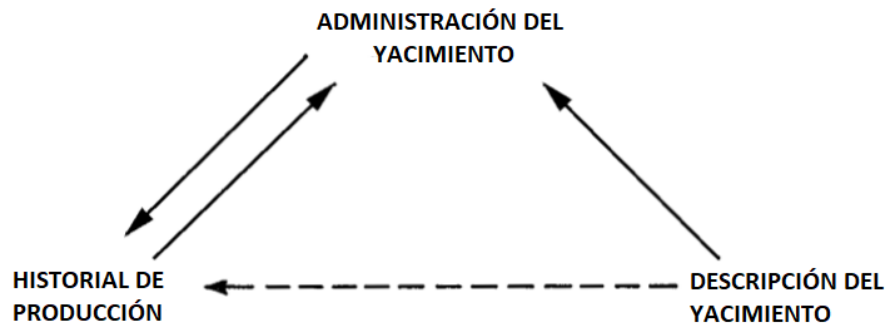 ADMINISTRACIÓN DEL
YACIMIENTO
HISTORIAL DE
PRODUCCIÓN
DESCRIPCIÓN DEL
YACIMIENTO